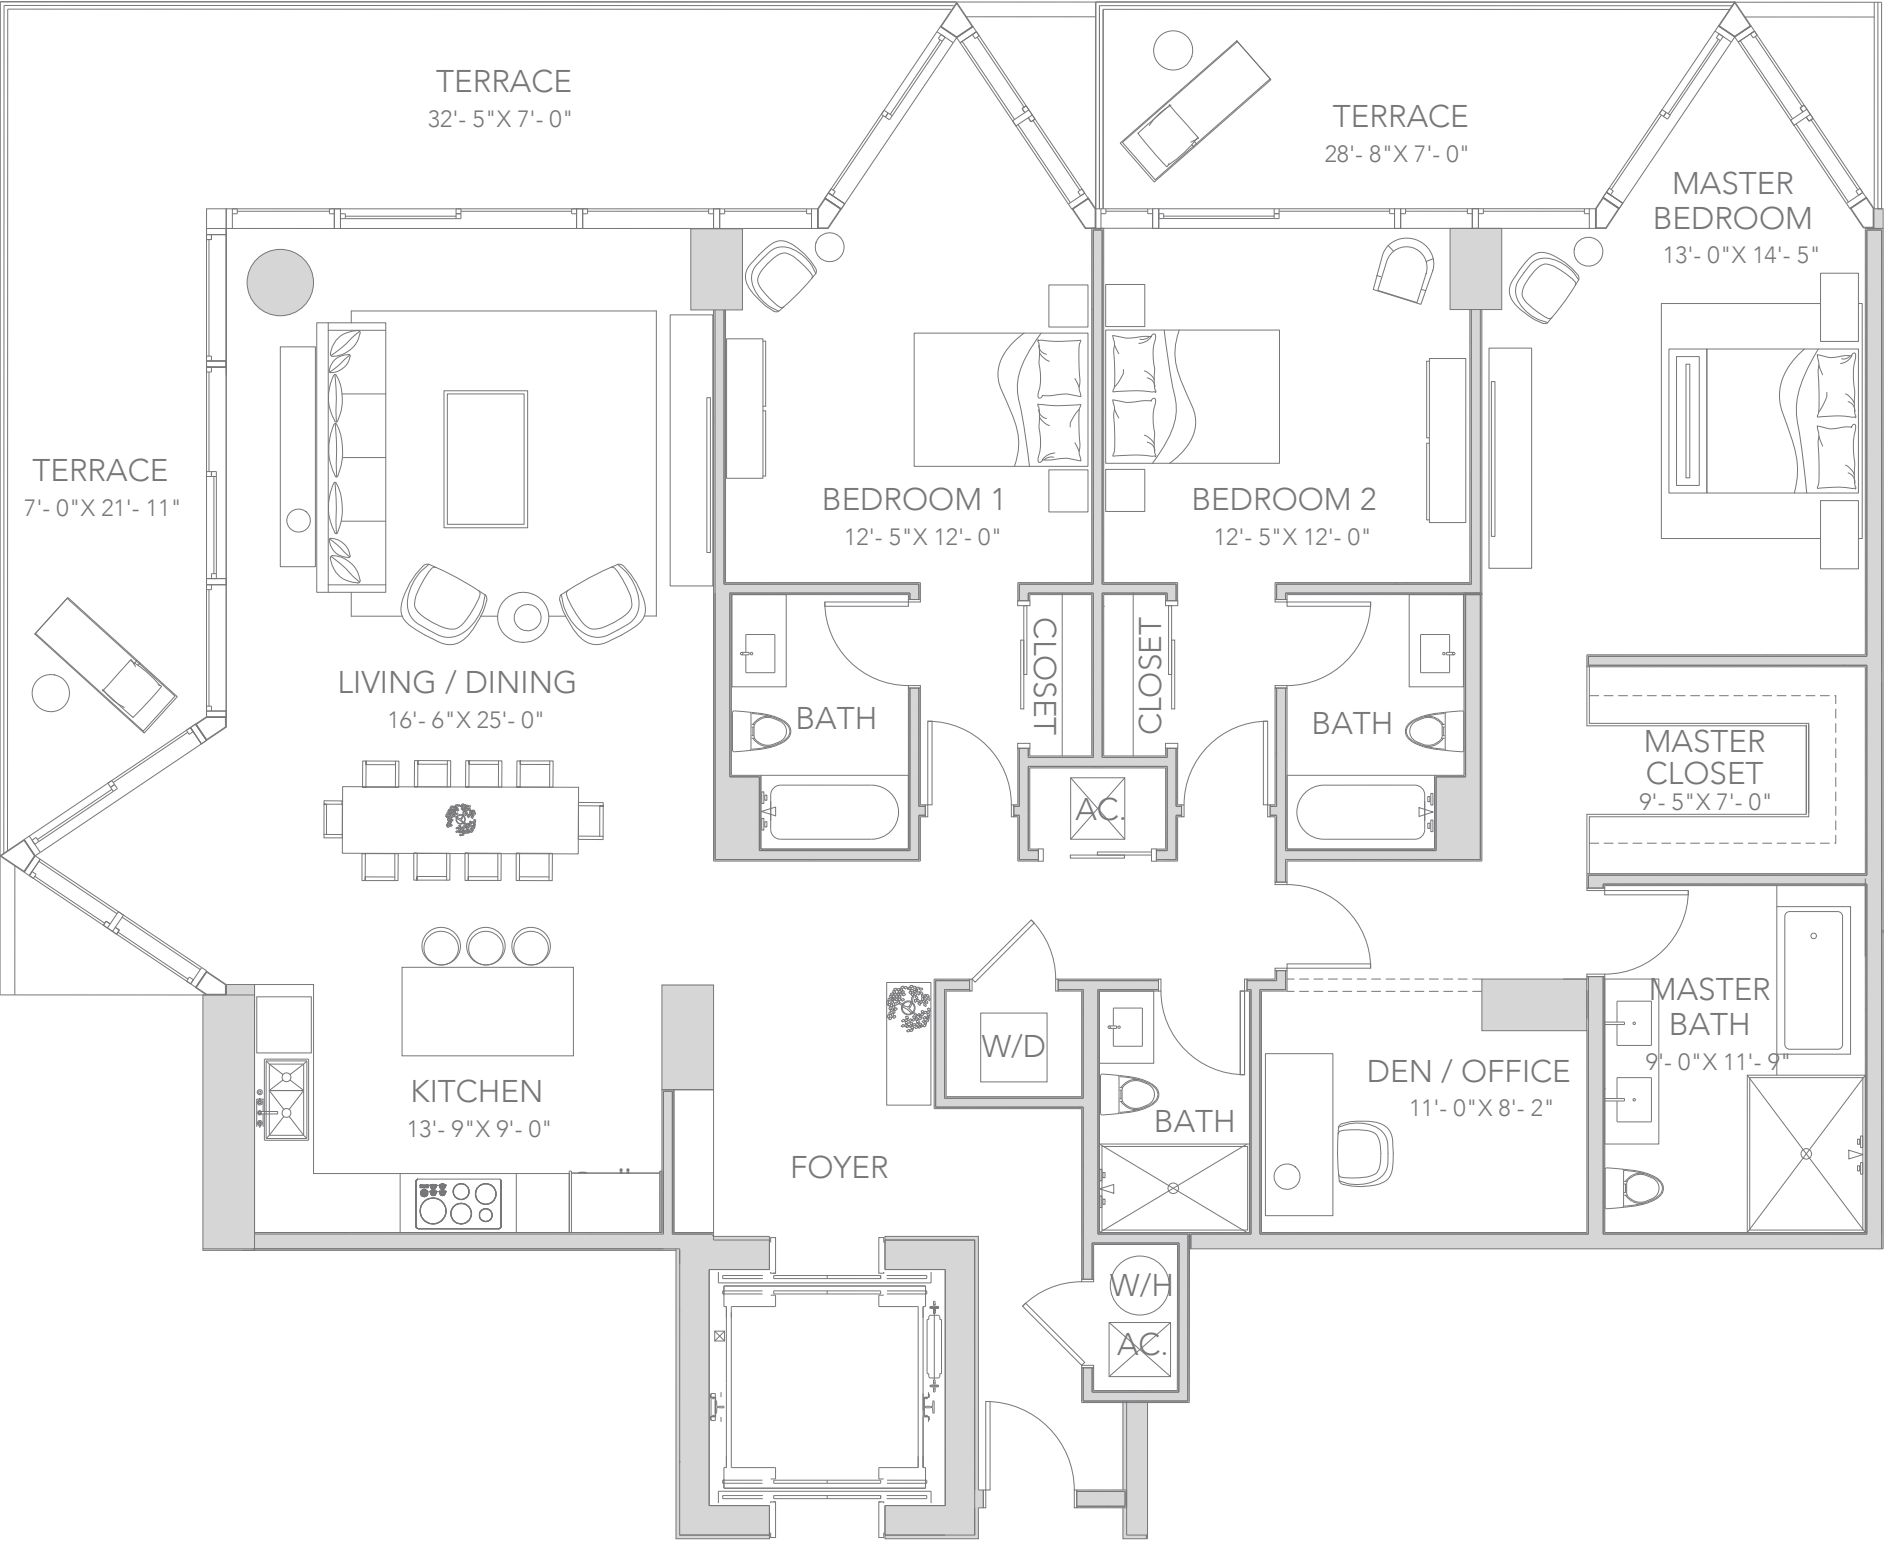 TERRACE
32'- 5"X 7'- 0"
TERRACE
28'- 8"X 7'- 0"
MASTER
BEDROOM
13'- 0"X 14'- 5"
TERRACE
7'- 0"X 21'- 11"
BEDROOM 1
12'- 5"X 12'- 0"
BEDROOM 2
12'- 5"X 12'- 0"
LIVING / DINING
16'- 6"X 25'- 0"
BATH
CLOSET
CLOSET
BATH
MASTER
CLOSET
9'- 5"X 7'- 0"
AC.
MASTER
BATH
9'- 0"X 11'- 9"
W/D
KITCHEN
13'- 9"X 9'- 0"
DEN / OFFICE
11'- 0"X 8'- 2"
BATH
FOYER
W/H
AC.